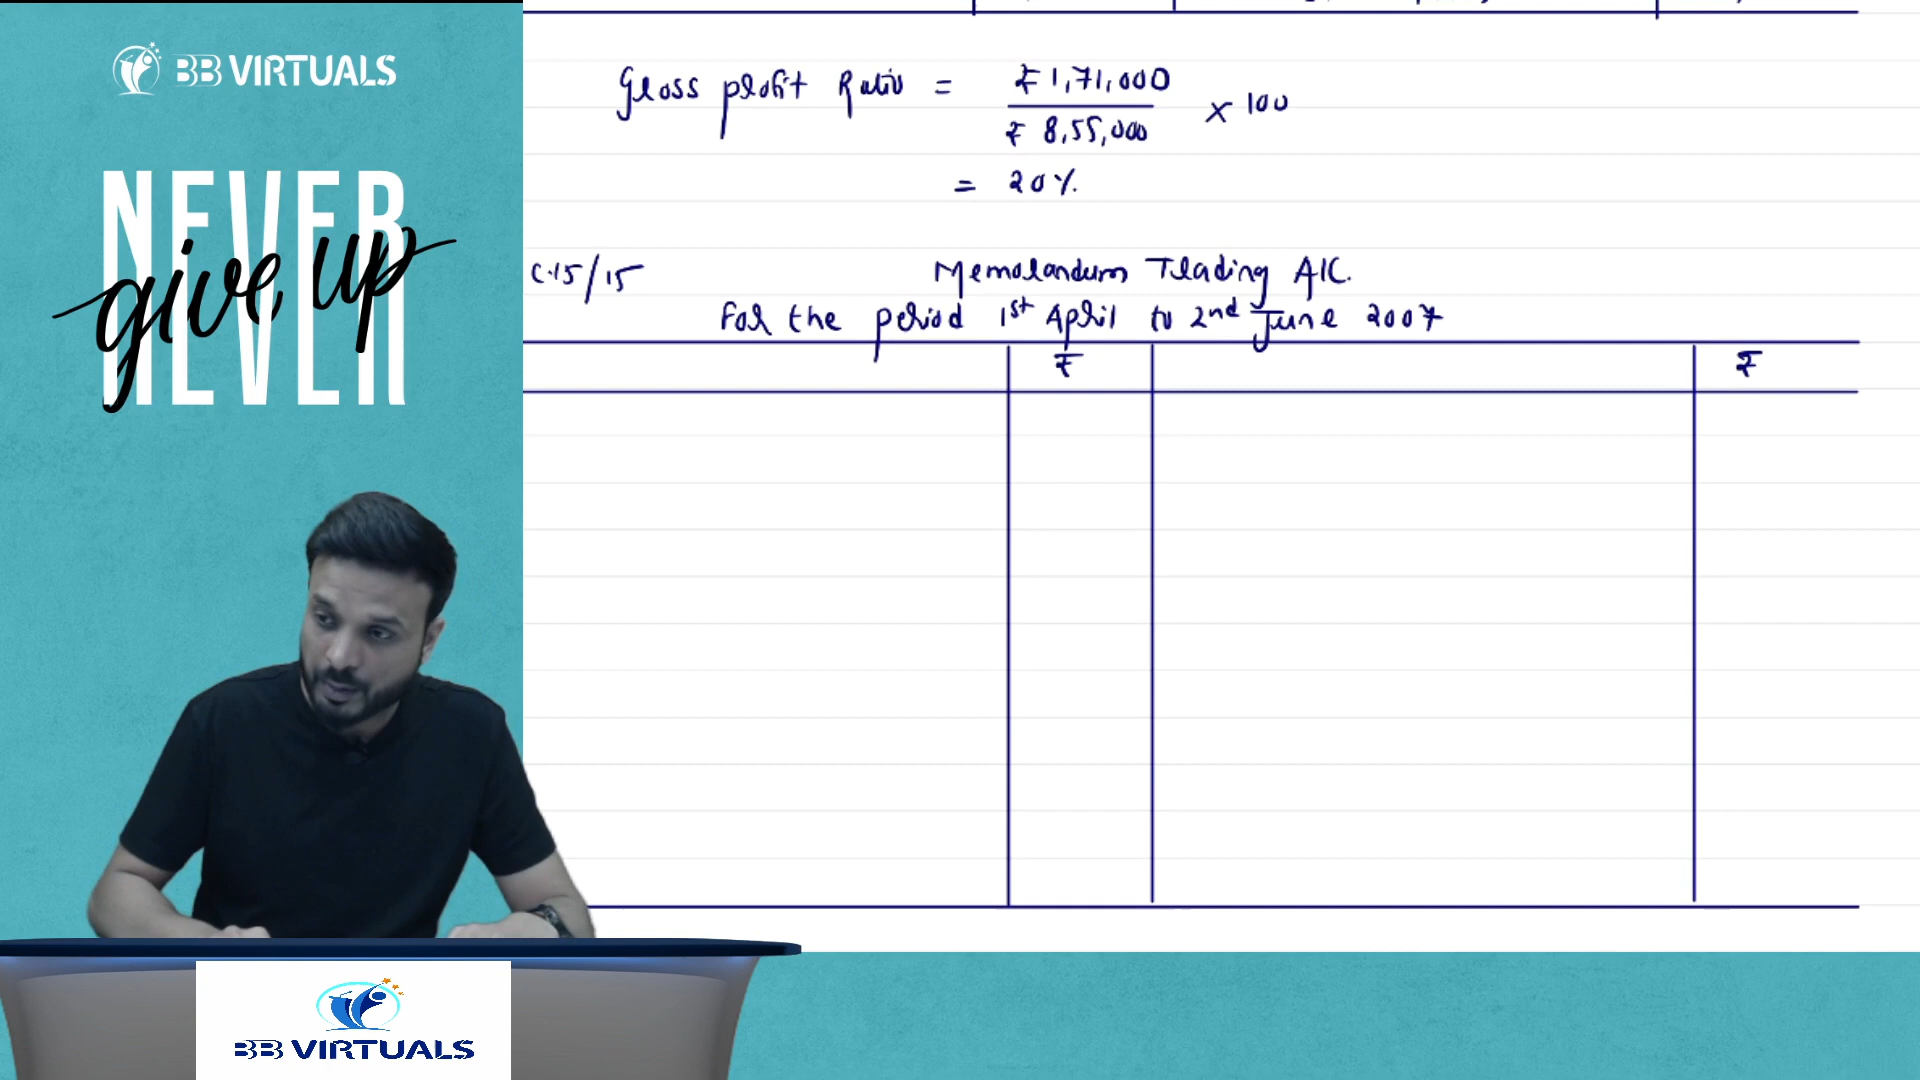 BB VIRTUALS
NEVER
give up
NEVER
Gross profit Ratio = ₹ 1,71,000
₹ 8,55,000
× 100
= 20%
C.15/15
Memorandum Trading A/C.
For the period 1st April to 2nd June 2007
₹
₹
BB VIRTUALS